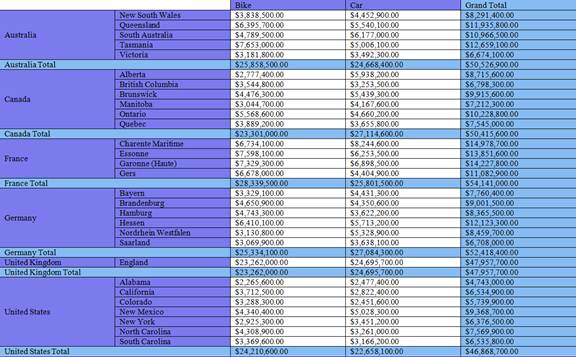 Bike Car Grand Total
Australia New South Wales $3,838,500.00 $4,452,900.00 $8,291,400.00
Queensland $6,395,700.00 $5,540,100.00 $11,935,800.00
South Australia $4,789,500.00 $6,177,000.00 $10,966,500.00
Tasmania $7,653,000.00 $5,006,100.00 $12,659,100.00
Victoria $3,181,800.00 $3,492,300.00 $6,674,100.00
Australia Total $25,858,500.00 $24,668,400.00 $50,526,900.00
Canada Alberta $2,777,400.00 $5,938,200.00 $8,715,600.00
British Columbia $3,544,800.00 $3,253,500.00 $6,798,300.00
Brunswick $4,476,300.00 $5,439,300.00 $9,915,600.00
Manitoba $3,044,700.00 $4,167,600.00 $7,212,300.00
Ontario $5,568,600.00 $4,660,200.00 $10,228,800.00
Quebec $3,889,200.00 $3,655,800.00 $7,545,000.00
Canada Total $23,301,000.00 $27,114,600.00 $50,415,600.00
France Charente Maritime $6,734,100.00 $8,244,600.00 $14,978,700.00
Essonne $7,598,100.00 $6,253,500.00 $13,851,600.00
Garonne (Haute) $7,329,300.00 $6,898,500.00 $14,227,800.00
Gers $6,678,000.00 $4,404,900.00 $11,082,900.00
France Total $28,339,500.00 $25,801,500.00 $54,141,000.00
Germany Bayern $3,329,100.00 $4,431,300.00 $7,760,400.00
Brandenburg $4,650,900.00 $4,350,600.00 $9,001,500.00
Hamburg $4,743,300.00 $3,622,200.00 $8,365,500.00
Hessen $6,410,100.00 $5,713,200.00 $12,123,300.00
Nordrhein Westfalen $3,130,800.00 $5,328,900.00 $8,459,700.00
Saarland $3,069,900.00 $3,638,100.00 $6,708,000.00
Germany Total $25,334,100.00 $27,084,300.00 $52,418,400.00
United Kingdom England $23,262,000.00 $24,695,700.00 $47,957,700.00
United Kingdom Total $23,262,000.00 $24,695,700.00 $47,957,700.00
United States Alabama $2,265,600.00 $2,477,400.00 $4,743,000.00
California $3,712,500.00 $2,822,400.00 $6,534,900.00
Colorado $3,288,300.00 $2,451,600.00 $5,739,900.00
New Mexico $4,340,400.00 $5,028,300.00 $9,368,700.00
New York $2,925,300.00 $3,451,200.00 $6,376,500.00
North Carolina $4,308,900.00 $3,261,000.00 $7,569,900.00
South Carolina $3,369,600.00 $3,166,200.00 $6,535,800.00
United States Total $24,210,600.00 $22,658,100.00 $46,868,700.00